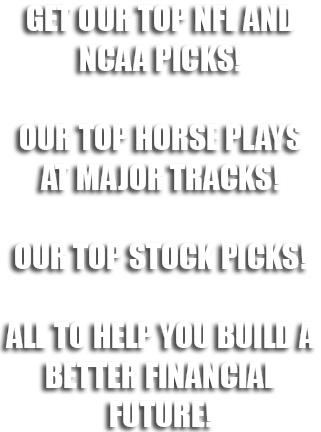 GET OUR TOP NFL AND
NCAA PICKS!
OUR TOP HORSE PLAYS
AT MAJOR TRACKS!
OUR TOP STOCK PICKS!
ALL TO HELP YOU BUILD A
BETTER FINANCIAL
FUTURE!